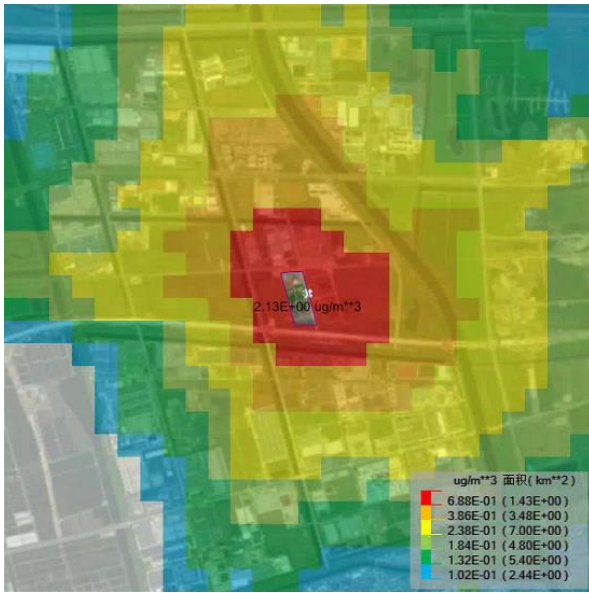 2.13E+00 ug/m**3
ug/m**3 面积( km**2)
6.88E-01 ( 1.43E+00 )
3.86E-01 ( 3.48E+00 )
2.38E-01 ( 7.00E+00 )
1.84E-01 ( 4.80E+00 )
1.32E-01 ( 5.40E+00 )
1.02E-01 ( 2.44E+00 )